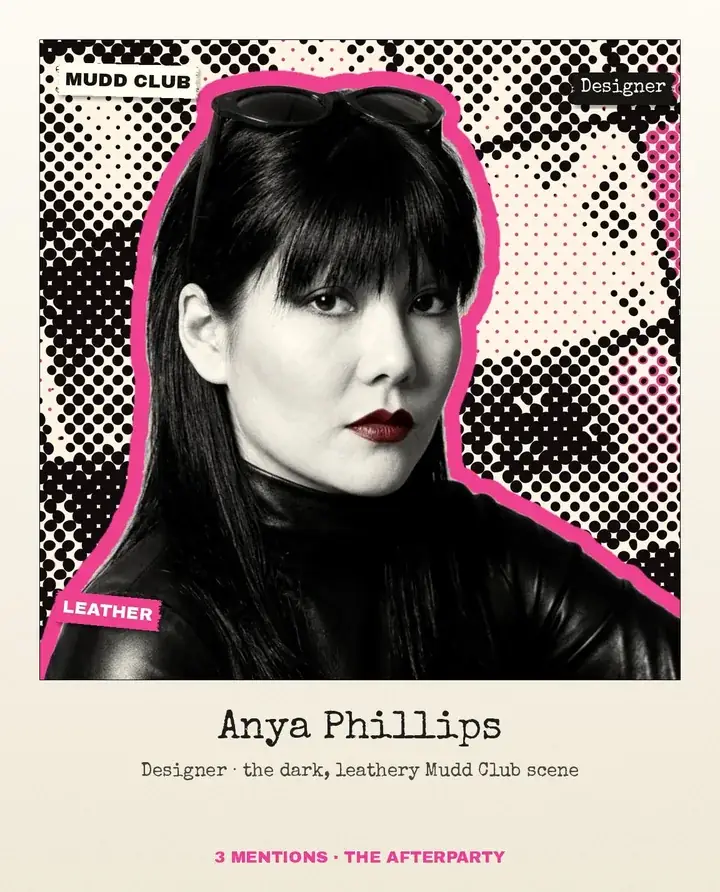 MUDD CLUB
Designer
LEATHER
Anya Phillips
Designer · the dark, leathery Mudd Club scene
3 MENTIONS · THE AFTERPARTY